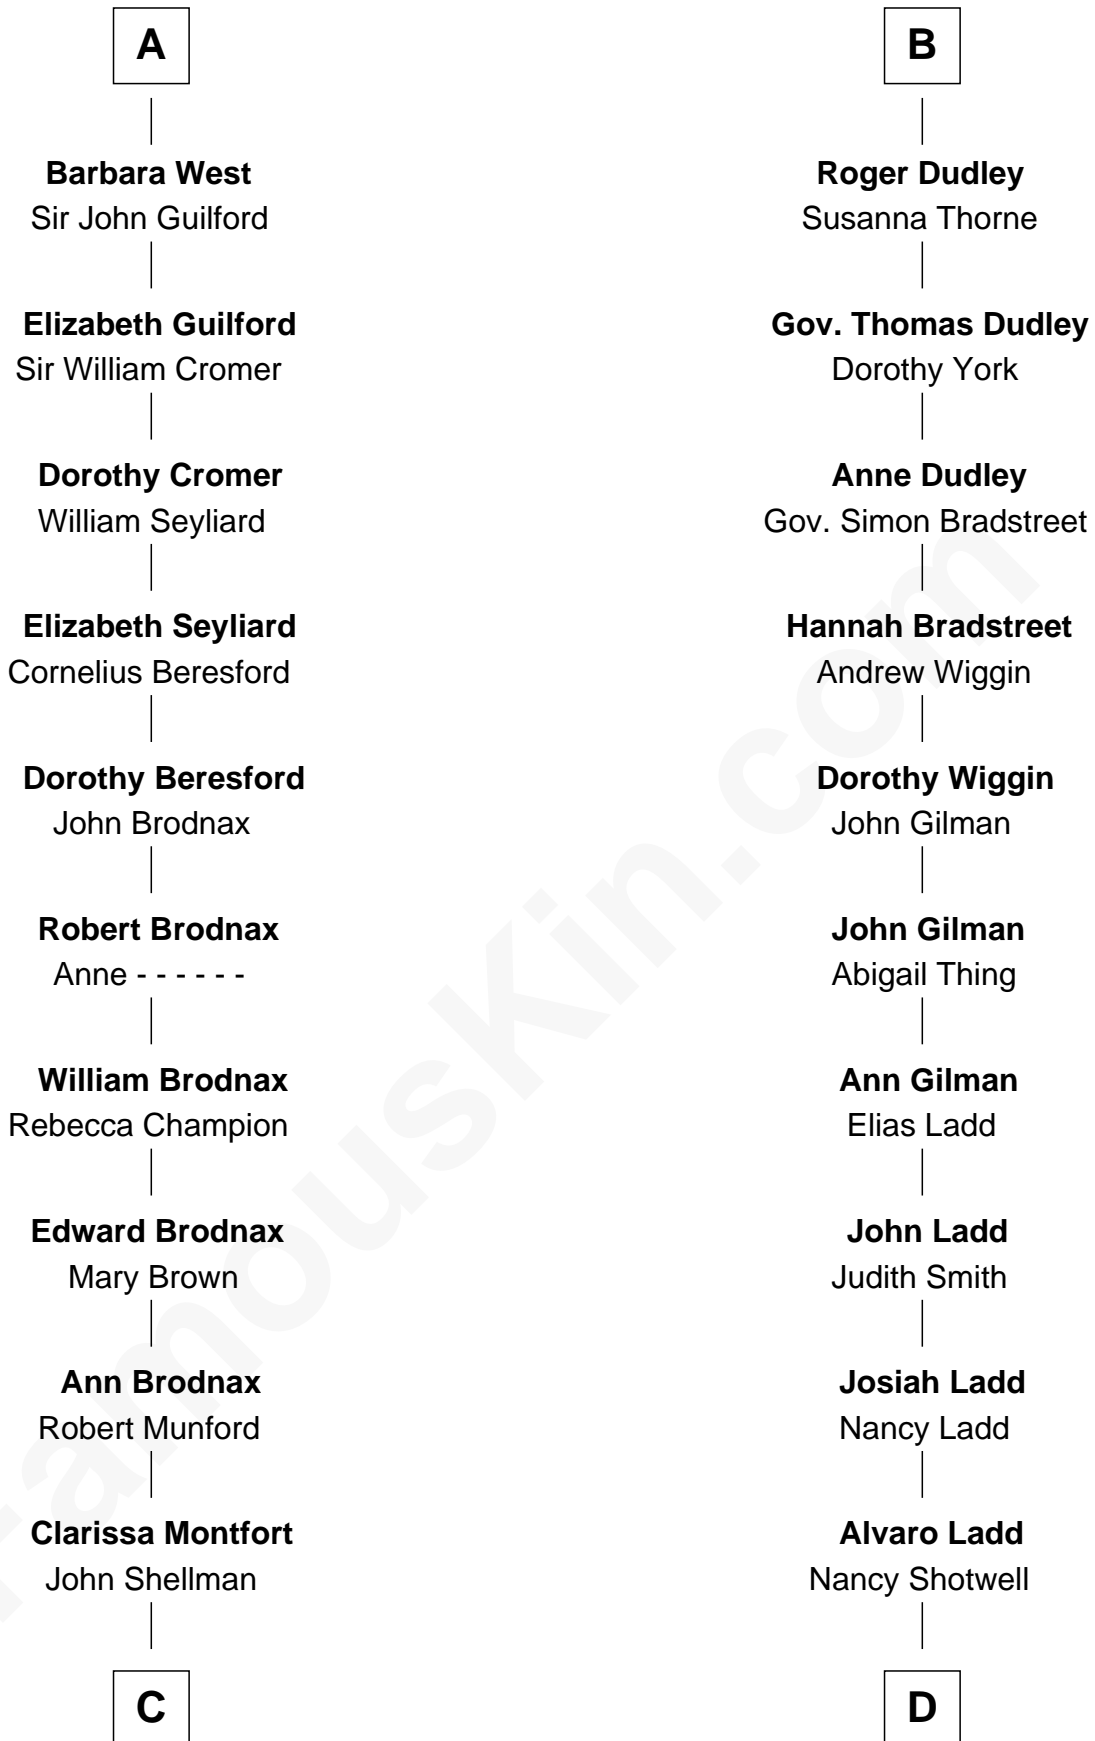 A
Barbara West
Sir John Guilford
Elizabeth Guilford
Sir William Cromer
Dorothy Cromer
William Seyliard
Elizabeth Seyliard
Cornelius Beresford
Dorothy Beresford
John Brodnax
Robert Brodnax
Anne - - - - - -
William Brodnax
Rebecca Champion
Edward Brodnax
Mary Brown
Ann Brodnax
Robert Munford
Clarissa Montfort
John Shellman
C
B
Roger Dudley
Susanna Thorne
Gov. Thomas Dudley
Dorothy York
Anne Dudley
Gov. Simon Bradstreet
Hannah Bradstreet
Andrew Wiggin
Dorothy Wiggin
John Gilman
John Gilman
Abigail Thing
Ann Gilman
Elias Ladd
John Ladd
Judith Smith
Josiah Ladd
Nancy Ladd
Alvaro Ladd
Nancy Shotwell
D
FamousKin.com